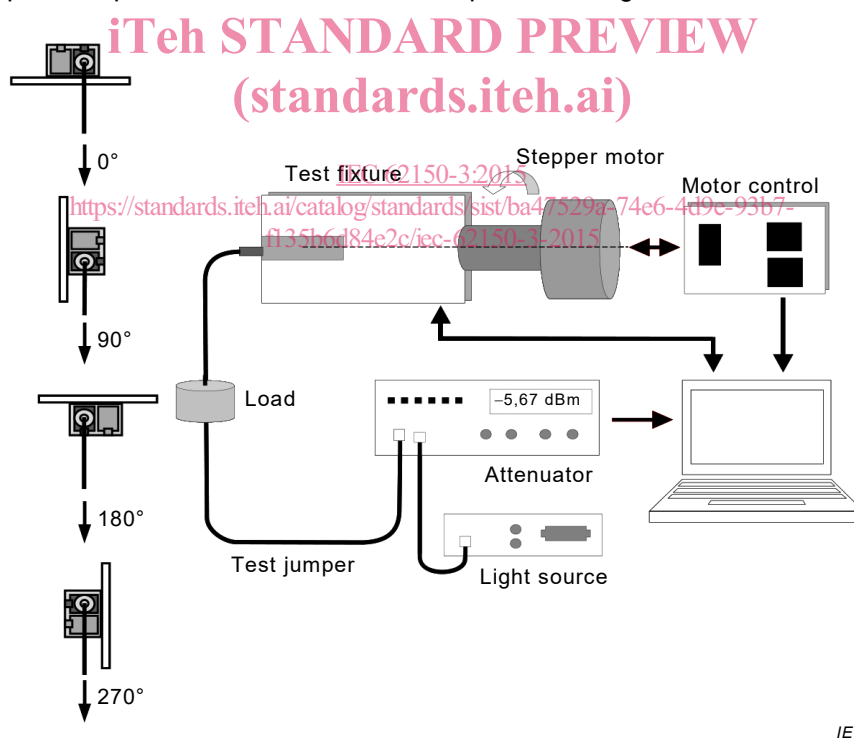 iTeh STANDARD PREVIEW
(standards.iteh.ai)
0°
Stepper motor
Test fixture
IEC 62150-3:2015
Motor control
https://standards.iteh.ai/catalog/standards/sist/ba47529a-74e6-4d9e-93b7-
f135b6d84e2c/iec-62150-3-2015
90°
Load
–5,67 dBm
Attenuator
180°
Test jumper
Light source
270°
IE